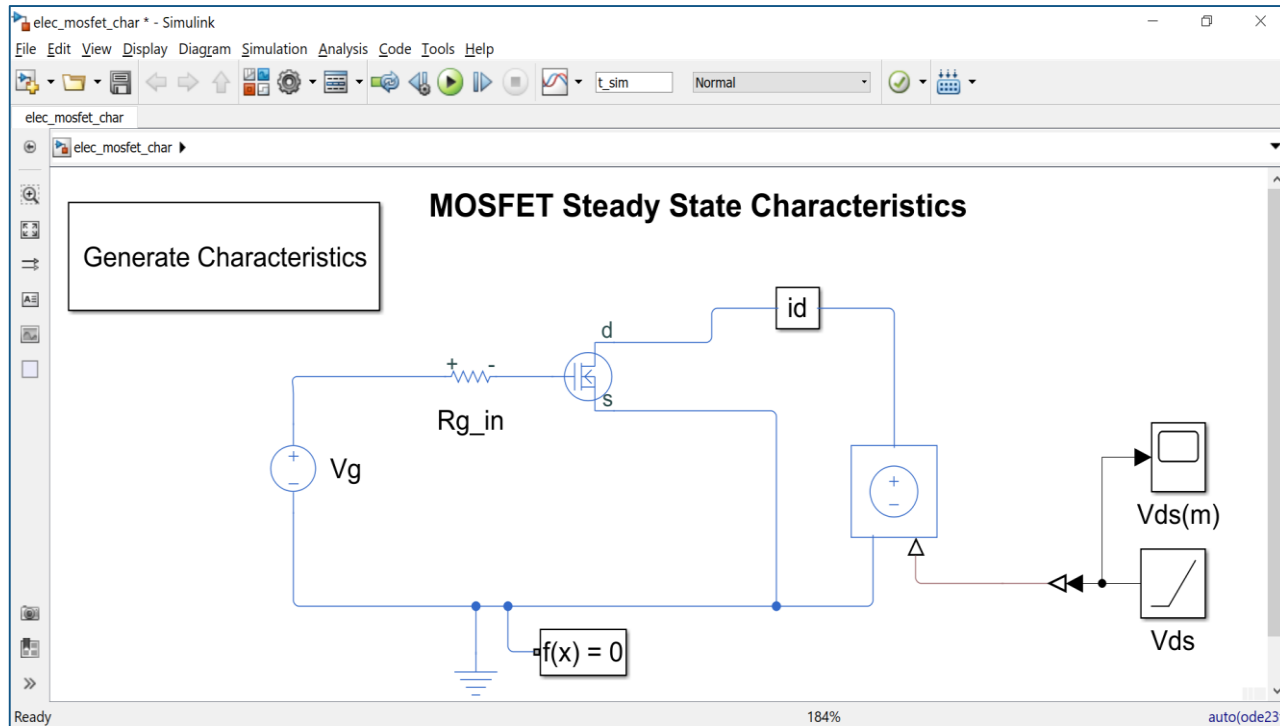 elec_mosfet_char * - Simulink
File Edit View Display Diagram Simulation Analysis Code Tools Help
t_sim
Normal
elec_mosfet_char
elec_mosfet_char
MOSFET Steady State Characteristics
Generate Characteristics
id
d
+ -
s
Rg_in
+
Vg
−
+
−
Vds(m)
f(x) = 0
Vds
Ready
184%
auto(ode23